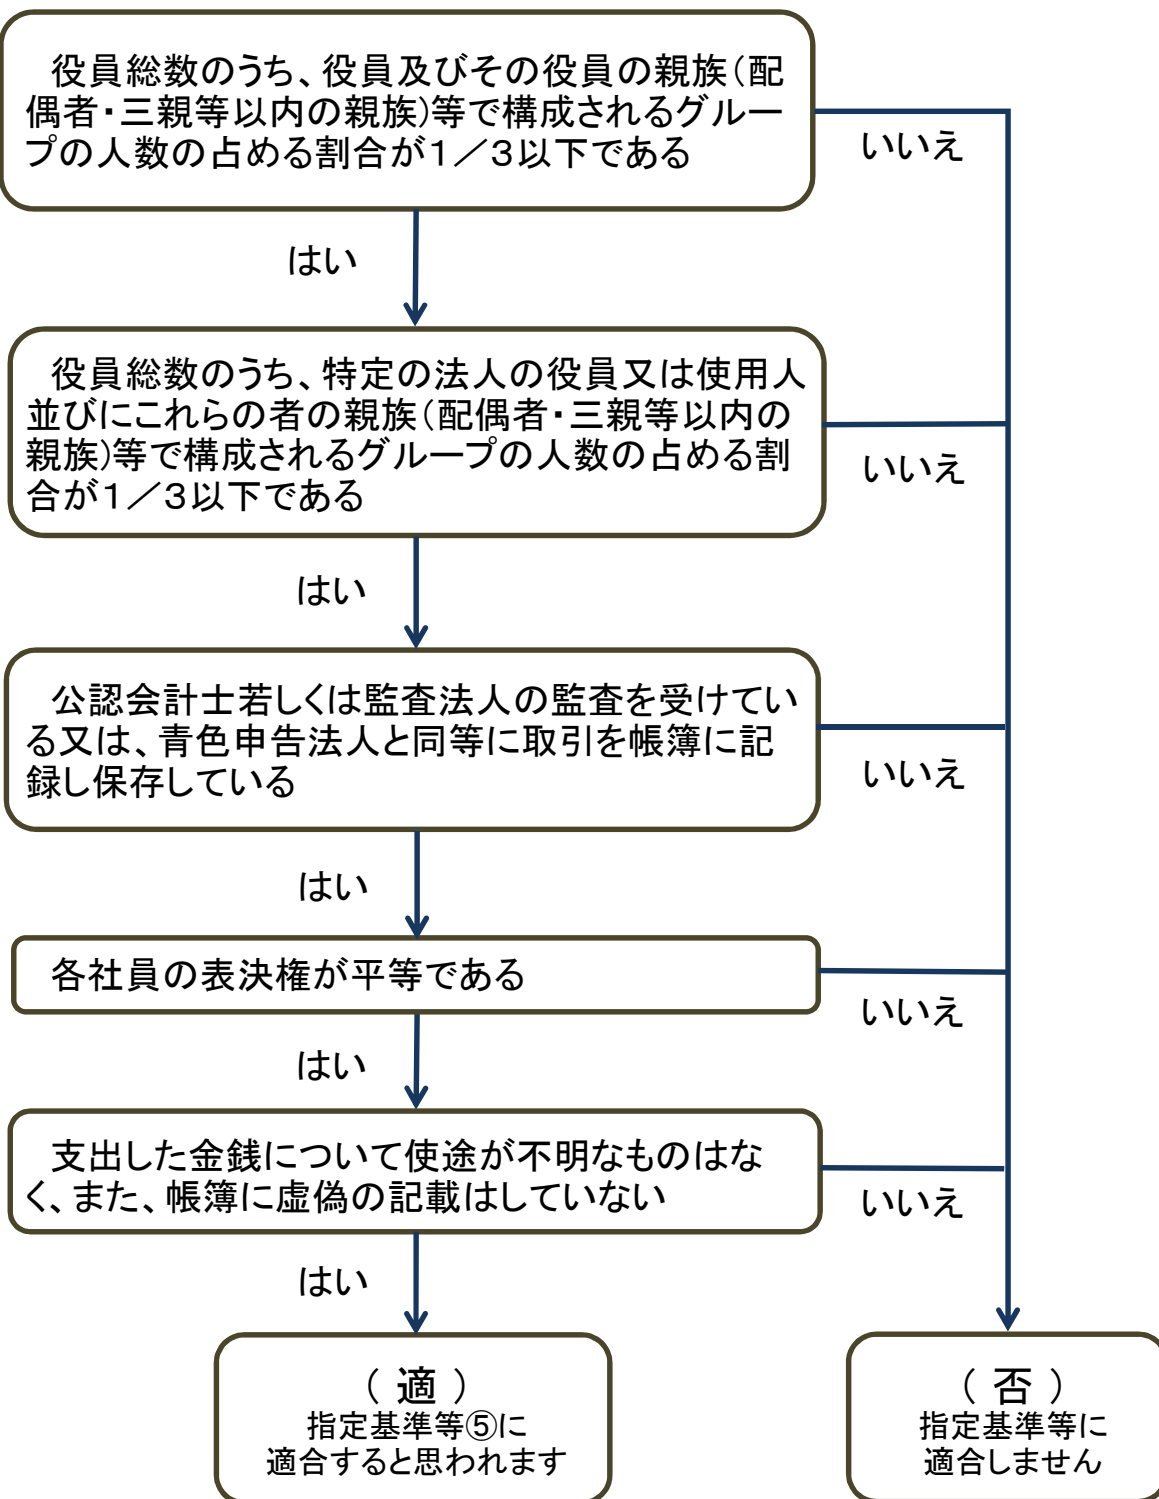 役員総数のうち、役員及びその役員の親族（配
偶者・三親等以内の親族）等で構成されるグルー
プの人数の占める割合が１／３以下である
いいえ
はい
役員総数のうち、特定の法人の役員又は使用人
並びにこれらの者の親族（配偶者・三親等以内の
親族）等で構成されるグループの人数の占める割
合が１／３以下である
いいえ
はい
公認会計士若しくは監査法人の監査を受けてい
る又は、青色申告法人と同等に取引を帳簿に記
録し保存している
いいえ
はい
各社員の表決権が平等である
いいえ
はい
支出した金銭について使途が不明なものはな
く、また、帳簿に虚偽の記載はしていない
いいえ
はい
（ 適 ）
指定基準等⑤に
適合すると思われます
（ 否 ）
指定基準等に
適合しません